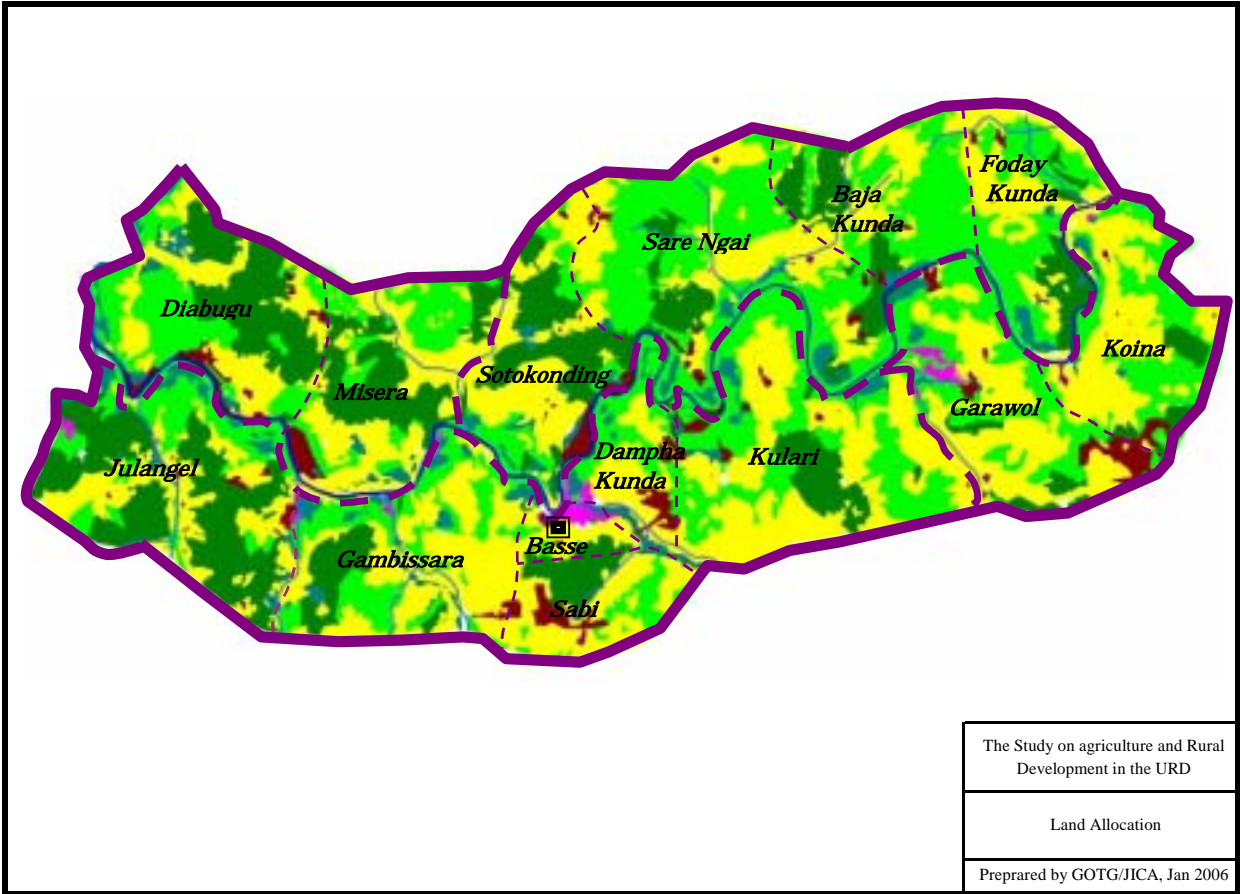 Foday
Kunda
Baja
Kunda
Sare Ngai
Diabugu
Koina
Sotokonding
Misera
Garawol
Dampha
Kunda
Kulari
Julangel
Basse
Gambissara
Sabi
The Study on agriculture and Rural
Development in the URD
Land Allocation
Preprared by GOTG/JICA, Jan 2006